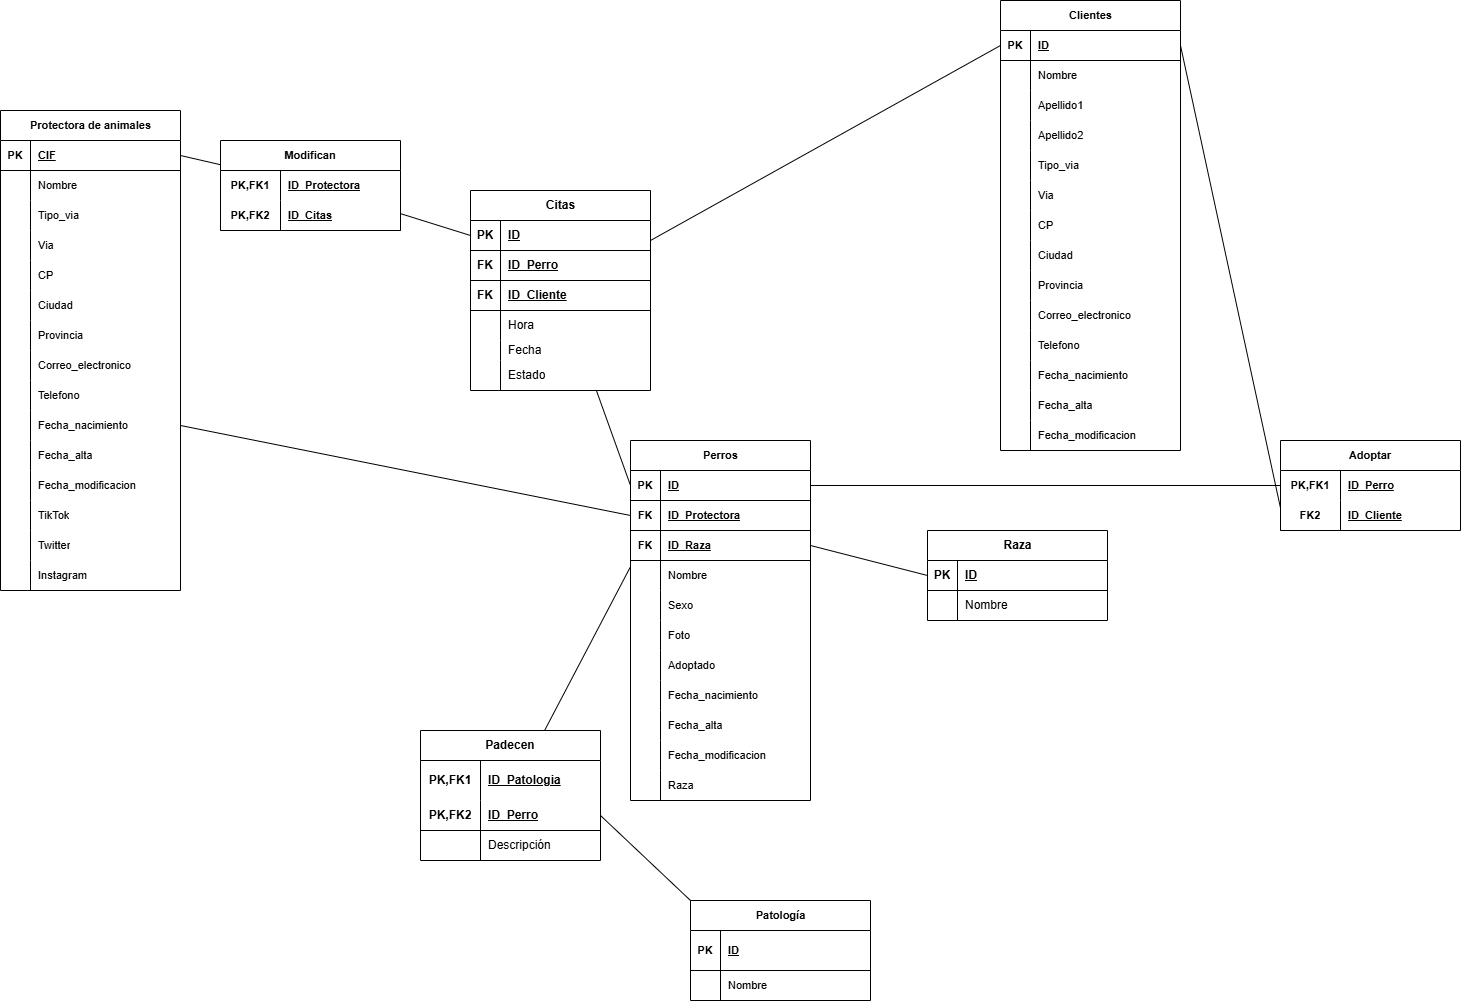 Clientes
PK ID
Nombre
Apellido1
Apellido2
Tipo_via
Via
CP
Ciudad
Provincia
Correo_electronico
Telefono
Fecha_nacimiento
Fecha_alta
Fecha_modificacion
Protectora de animales
PK CIF
Nombre
Tipo_via
Via
CP
Ciudad
Provincia
Correo_electronico
Telefono
Fecha_nacimiento
Fecha_alta
Fecha_modificacion
TikTok
Twitter
Instagram
Modifican
PK,FK1 ID_Protectora
PK,FK2 ID_Citas
Citas
PK ID
FK ID_Perro
FK ID_Cliente
Hora
Fecha
Estado
Perros
PK ID
FK ID_Protectora
FK ID_Raza
Nombre
Sexo
Foto
Adoptado
Fecha_nacimiento
Fecha_alta
Fecha_modificacion
Raza
Adoptar
PK,FK1 ID_Perro
FK2 ID_Cliente
Raza
PK ID
Nombre
Padecen
PK,FK1 ID_Patologia
PK,FK2 ID_Perro
Descripción
Patología
PK ID
Nombre